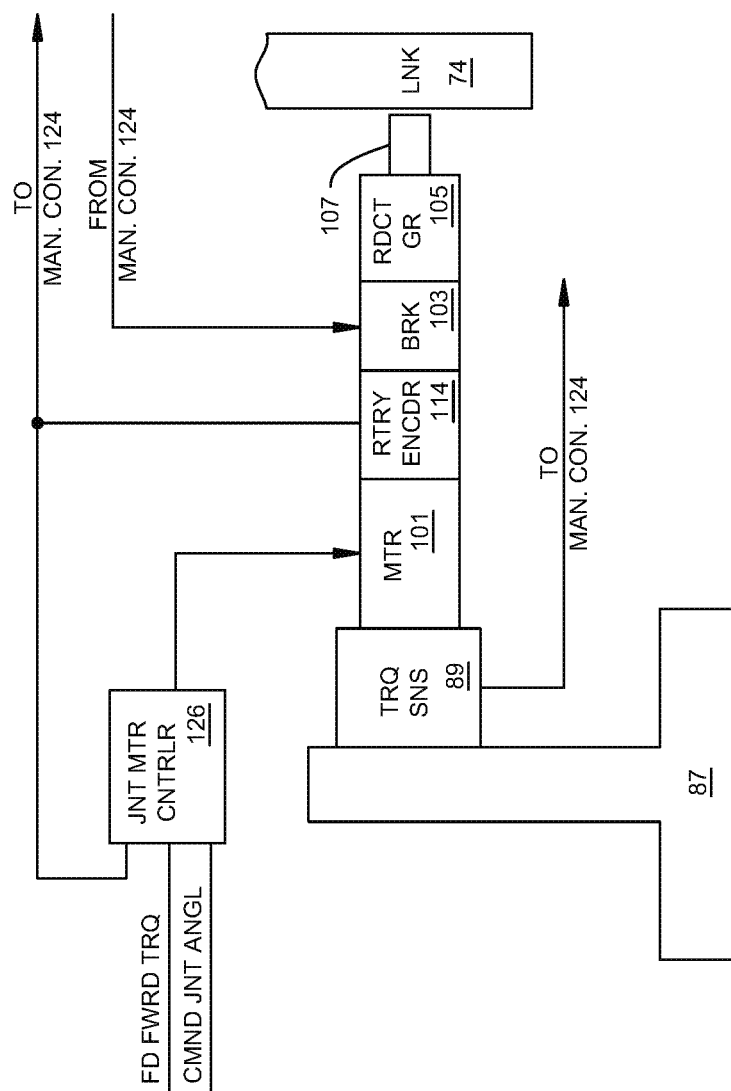 FD FWRD TRQ
CMND JNT ANGL
JNT MTR
CNTRLR
126
TO
MAN. CON. 124
FROM
MAN. CON. 124
TRQ
SNS
89
MTR
101
RTRY
ENCDR
114
BRK
103
RDCT
GR
105
107
LNK
74
TO
MAN. CON. 124
87